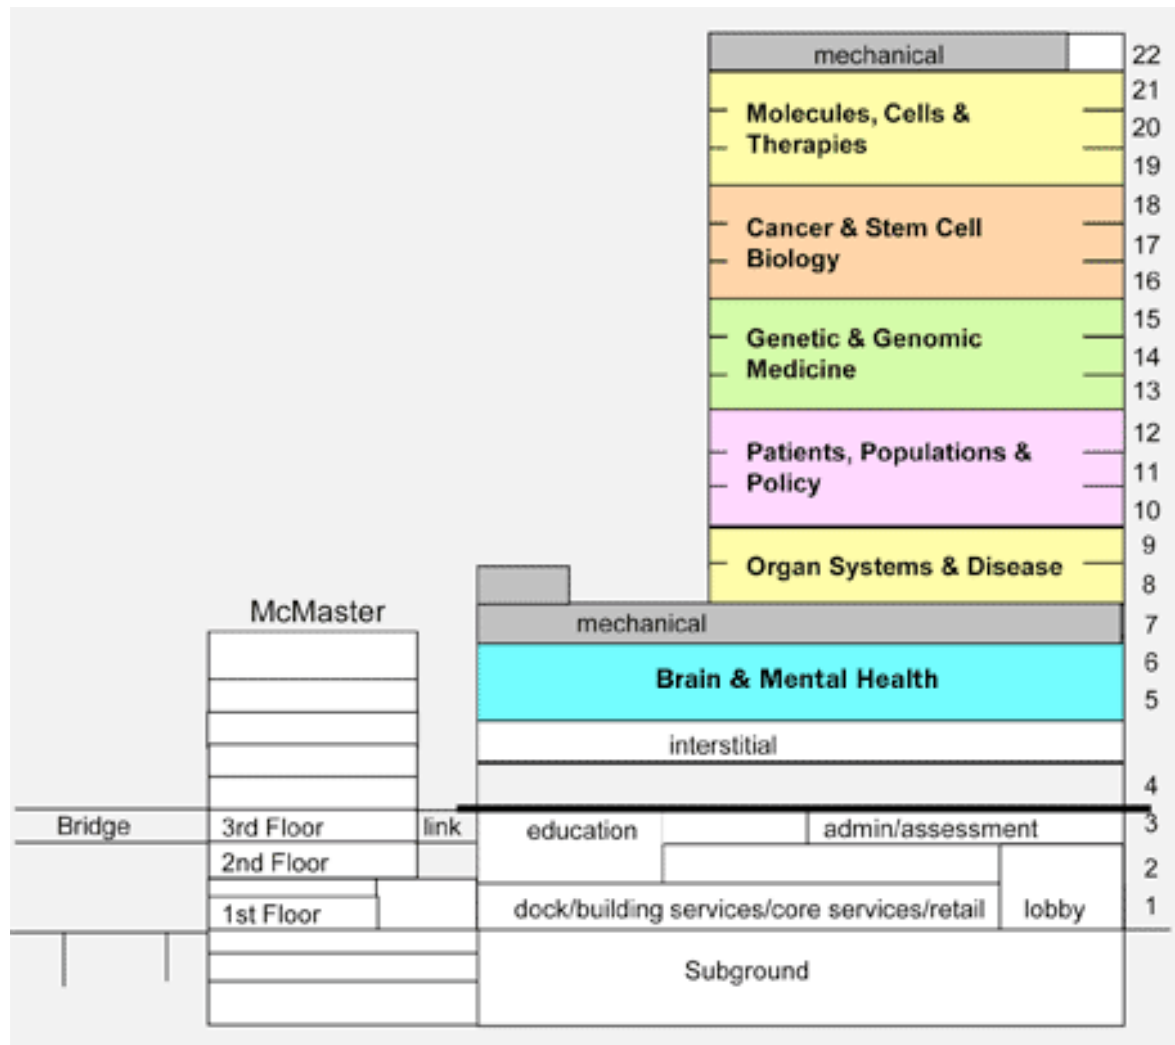 mechanical 22
21
Molecules, Cells &
Therapies
20
19
18
Cancer & Stem Cell
Biology
17
16
15
Genetic & Genomic
Medicine
14
13
12
Patients, Populations &
Policy
11
10
9
Organ Systems & Disease
8
McMaster
mechanical 7
6
Brain & Mental Health
5
interstitial
4
Bridge 3rd Floor link education admin/assessment 3
2nd Floor 2
1st Floor dock/building services/core services/retail lobby 1
Subground